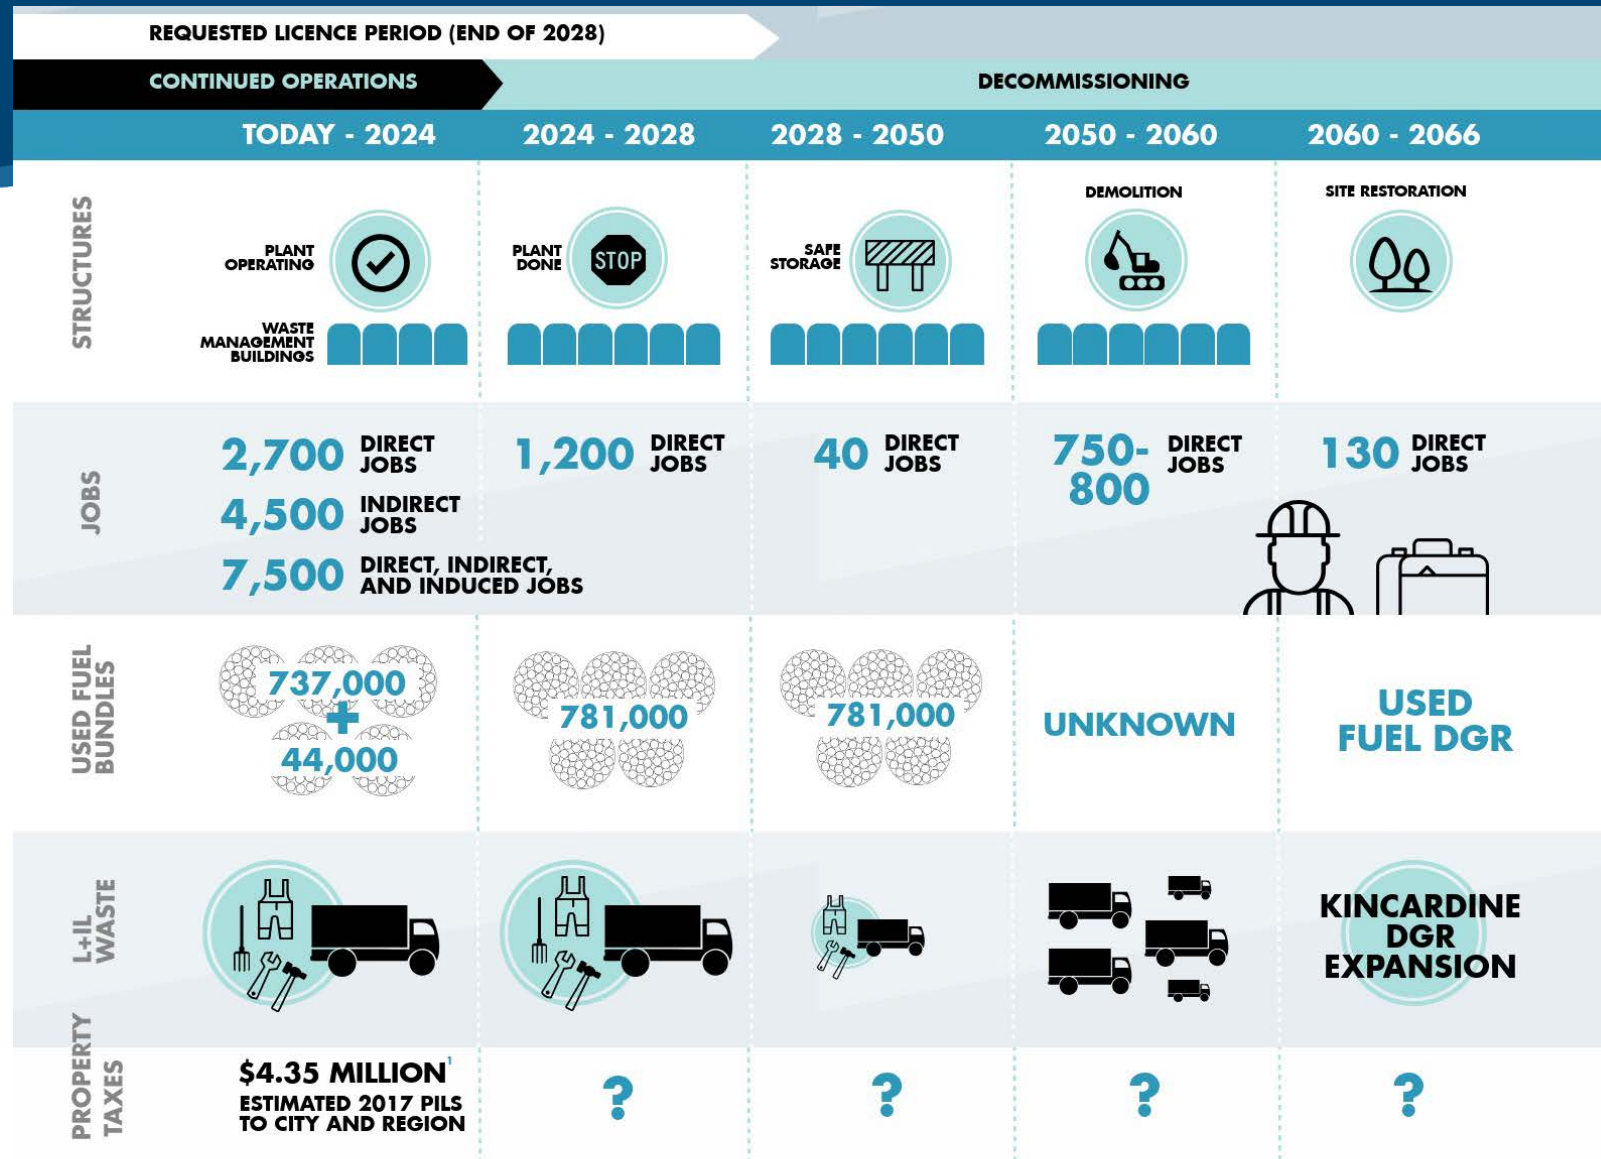 REQUESTED LICENCE PERIOD (END OF 2028)
CONTINUED OPERATIONS
DECOMMISSIONING
TODAY - 2024
2024 - 2028
2028 - 2050
2050 - 2060
2060 - 2066
STRUCTURES
PLANT
OPERATING
WASTE
MANAGEMENT
BUILDINGS
PLANT
DONE
STOP
SAFE
STORAGE
DEMOLITION
SITE RESTORATION
JOBS
2,700 DIRECT
JOBS
4,500 INDIRECT
JOBS
7,500 DIRECT, INDIRECT,
AND INDUCED JOBS
1,200 DIRECT
JOBS
40 DIRECT
JOBS
750-
800
DIRECT
JOBS
130 DIRECT
JOBS
USED FUEL
BUNDLES
737,000
+
44,000
781,000
781,000
UNKNOWN
USED
FUEL DGR
L+IL
WASTE
KINCARDINE
DGR
EXPANSION
PROPERTY
TAXES
$4.35 MILLION¹
ESTIMATED 2017 PILS
TO CITY AND REGION
?
?
?
?